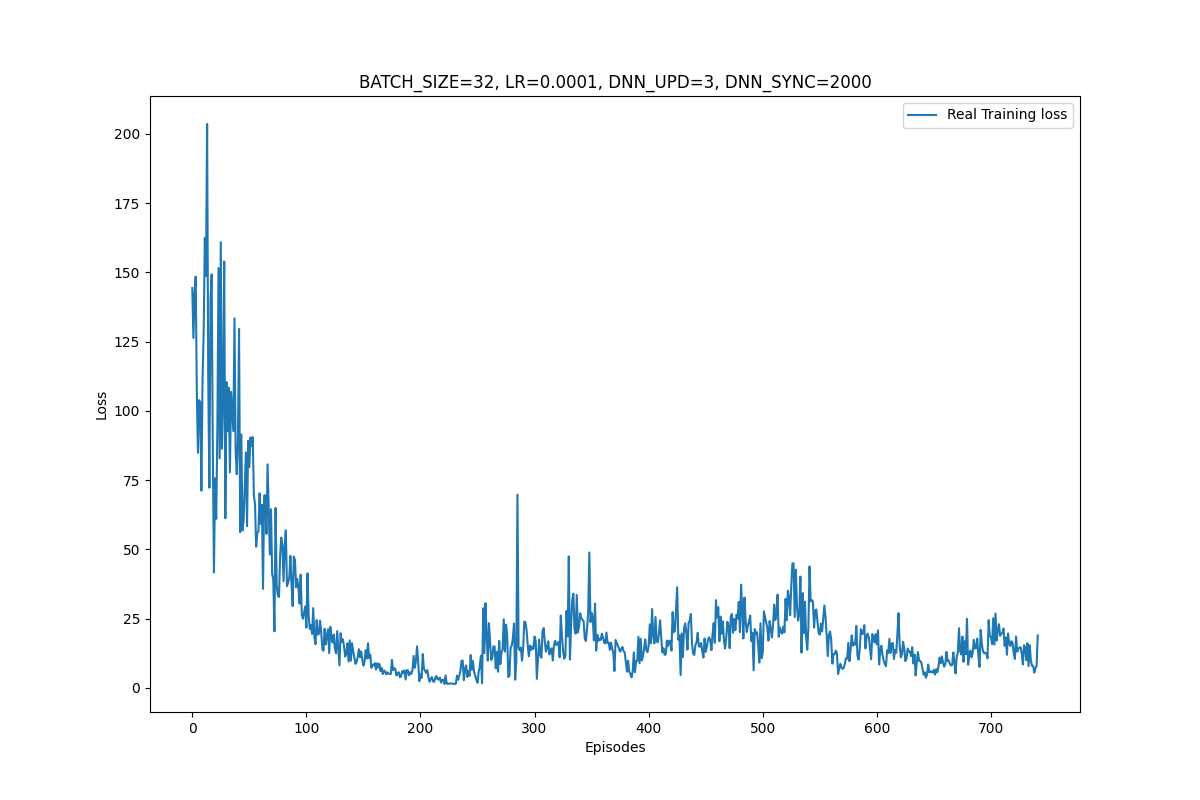 BATCH_SIZE=32, LR=0.0001, DNN_UPD=3, DNN_SYNC=2000
Real Training loss
200
175
150
125
100
75
50
25
0
Loss
0 100 200 300 400 500 600 700
Episodes